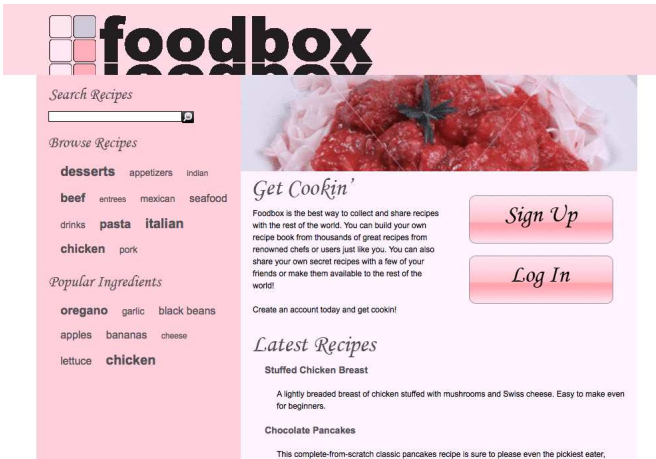 foodbox
Search Recipes
Browse Recipes
desserts appetizers indian
beef entrees mexican seafood
drinks pasta italian
chicken pork
Popular Ingredients
oregano garlic black beans
apples bananas cheese
lettuce chicken
Get Cookin'
Foodbox is the best way to collect and share recipes
with the rest of the world. You can build your own
recipe book from thousands of great recipes from
renowned chefs or users just like you. You can also
share your own secret recipes with a few of your
friends or make them available to the rest of the
world!
Create an account today and get cookin!
Sign Up
Log In
Latest Recipes
Stuffed Chicken Breast
A lightly breaded breast of chicken stuffed with mushrooms and Swiss cheese. Easy to make even
for beginners.
Chocolate Pancakes
This complete-from-scratch classic pancakes recipe is sure to please even the pickiest eater,